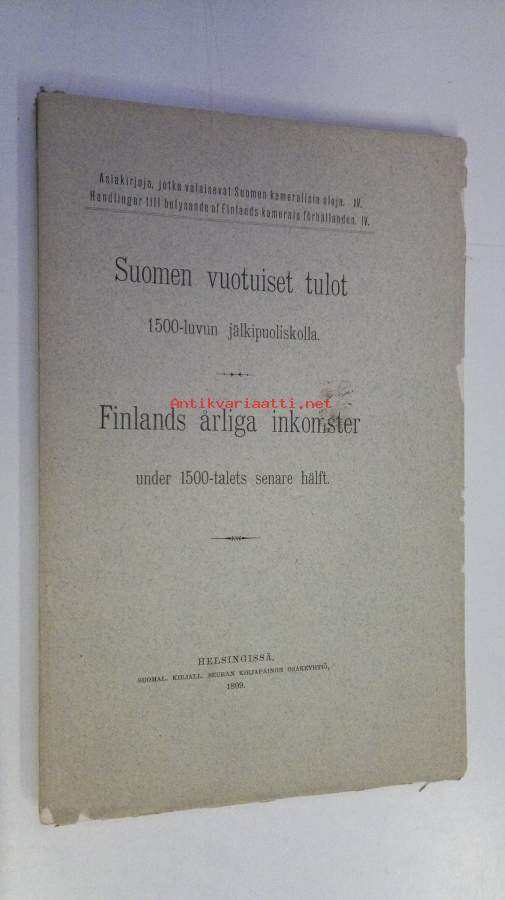 Asiakirjoja, jotka valaisevat Suomen kameralisia oloja. IV.
Handlingar till belysande af Finlands kamerala förhållanden. IV.
Suomen vuotuiset tulot
1500-luvun jälkipuoliskolla.
Antikvariaatti.net
Finlands årliga inkomster
under 1500-talets senare hälft.
HELSINGISSÄ,
SUOMAL. KIRJALL. SEURAN KIRJAPAINON OSAKEYHTIÖ,
1899.